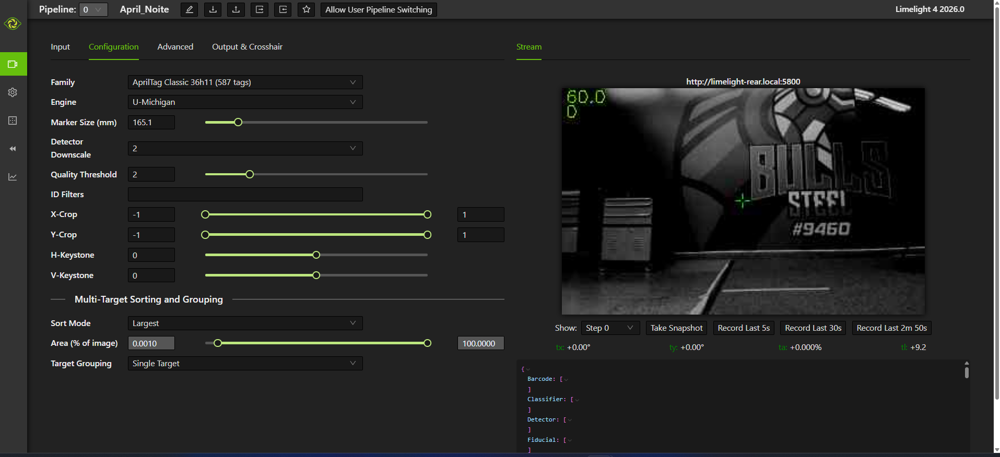 Pipeline: 0 April_Noite Allow User Pipeline Switching Limelight 4 2026.0
Input Configuration Advanced Output & Crosshair
Family AprilTag Classic 36h11 (587 tags)
Engine U-Michigan
Marker Size (mm) 165.1
Detector
Downscale 2
Quality Threshold 2
ID Filters
X-Crop -1 1
Y-Crop -1 1
H-Keystone 0
V-Keystone 0
Multi-Target Sorting and Grouping
Sort Mode Largest
Area (% of image) 0.0010 100.0000
Target Grouping Single Target
Stream
http://limelight-rear.local:5800
60.0
0
BULLS
STEEL
#9460
Show: Step 0 Take Snapshot Record Last 5s Record Last 30s Record Last 2m 50s
tx: +0.00° ty: +0.00° ta: +0.000% tl: +9.2
{
Barcode: [
]
Classifier: [
]
Detector: [
]
Fiducial: [
]